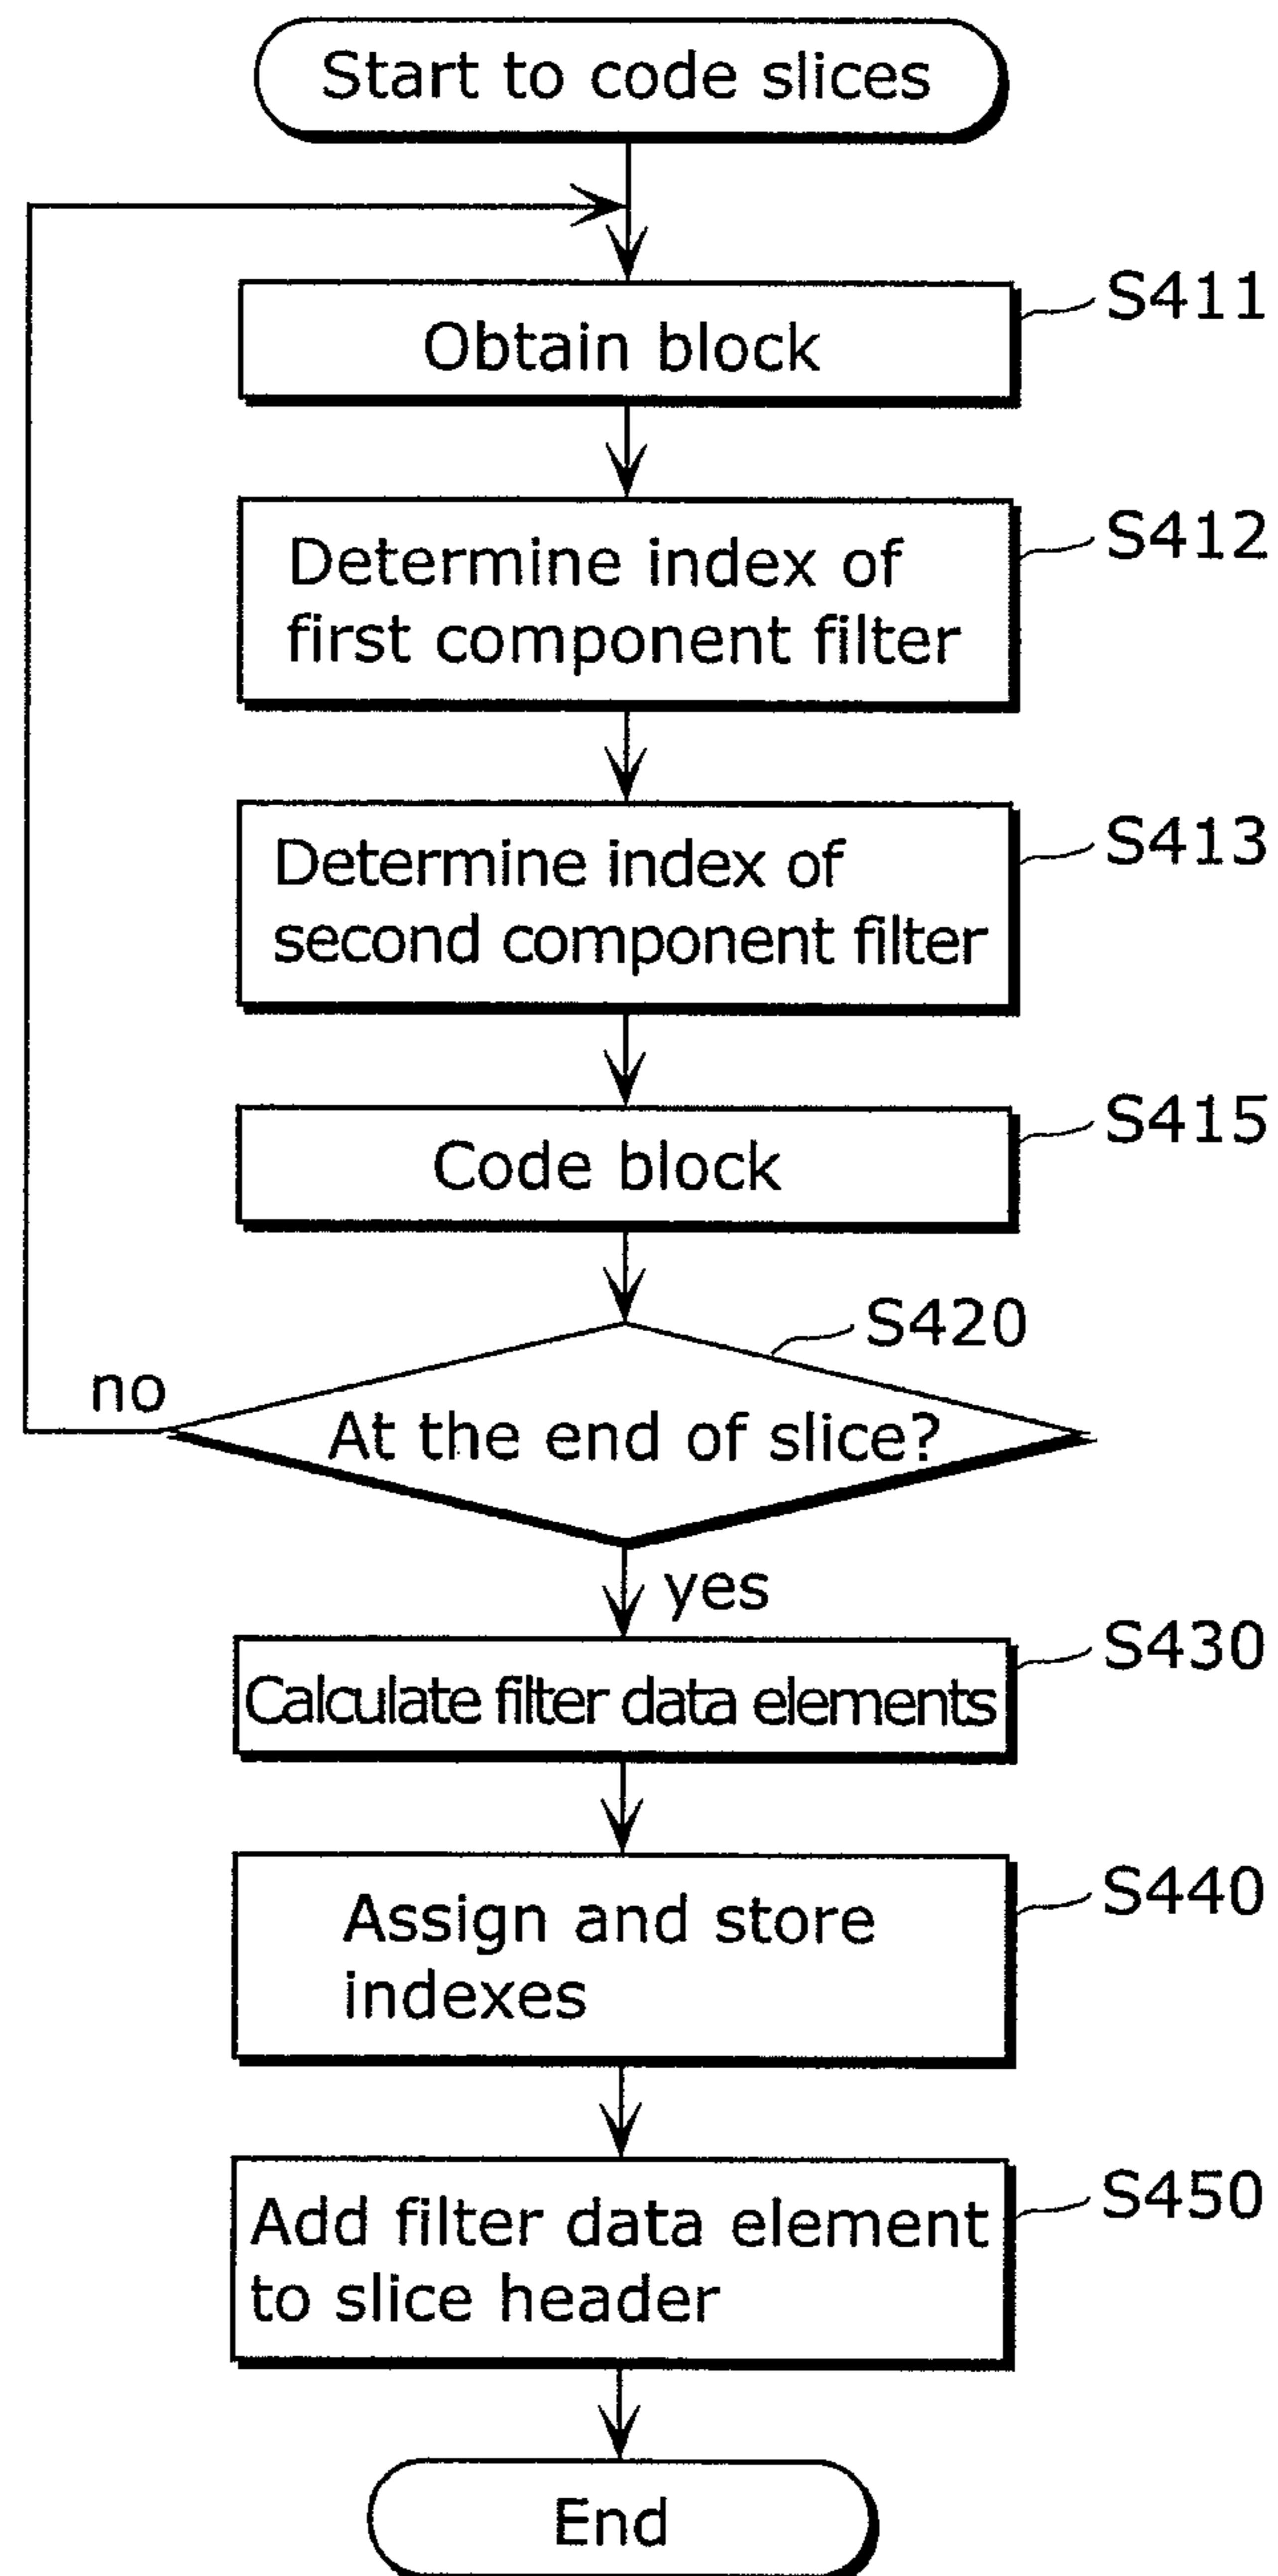 Start to code slices
S411
Obtain block
S412
Determine index of
first component filter
S413
Determine index of
second component filter
S415
Code block
S420
no
At the end of slice?
yes
S430
Calculate filter data elements
S440
Assign and store
indexes
S450
Add filter data element
to slice header
End